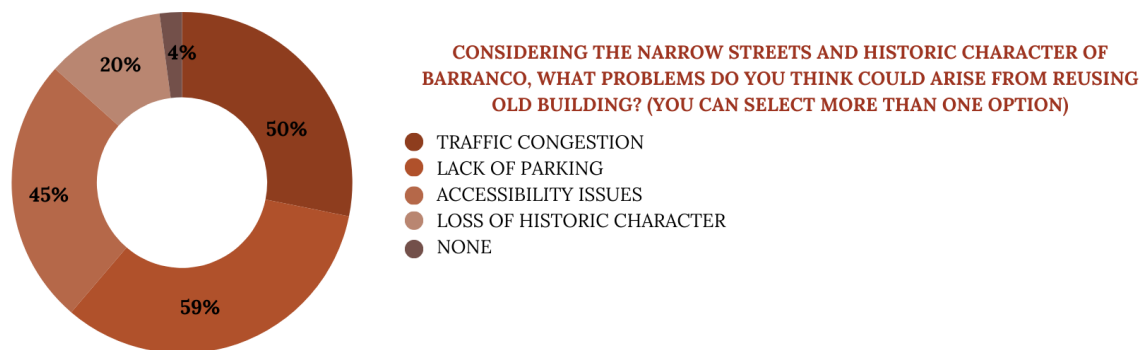 CONSIDERING THE NARROW STREETS AND HISTORIC CHARACTER OF
BARRANCO, WHAT PROBLEMS DO YOU THINK COULD ARISE FROM REUSING
OLD BUILDING? (YOU CAN SELECT MORE THAN ONE OPTION)
TRAFFIC CONGESTION
LACK OF PARKING
ACCESSIBILITY ISSUES
LOSS OF HISTORIC CHARACTER
NONE
4%
20%
50%
45%
59%